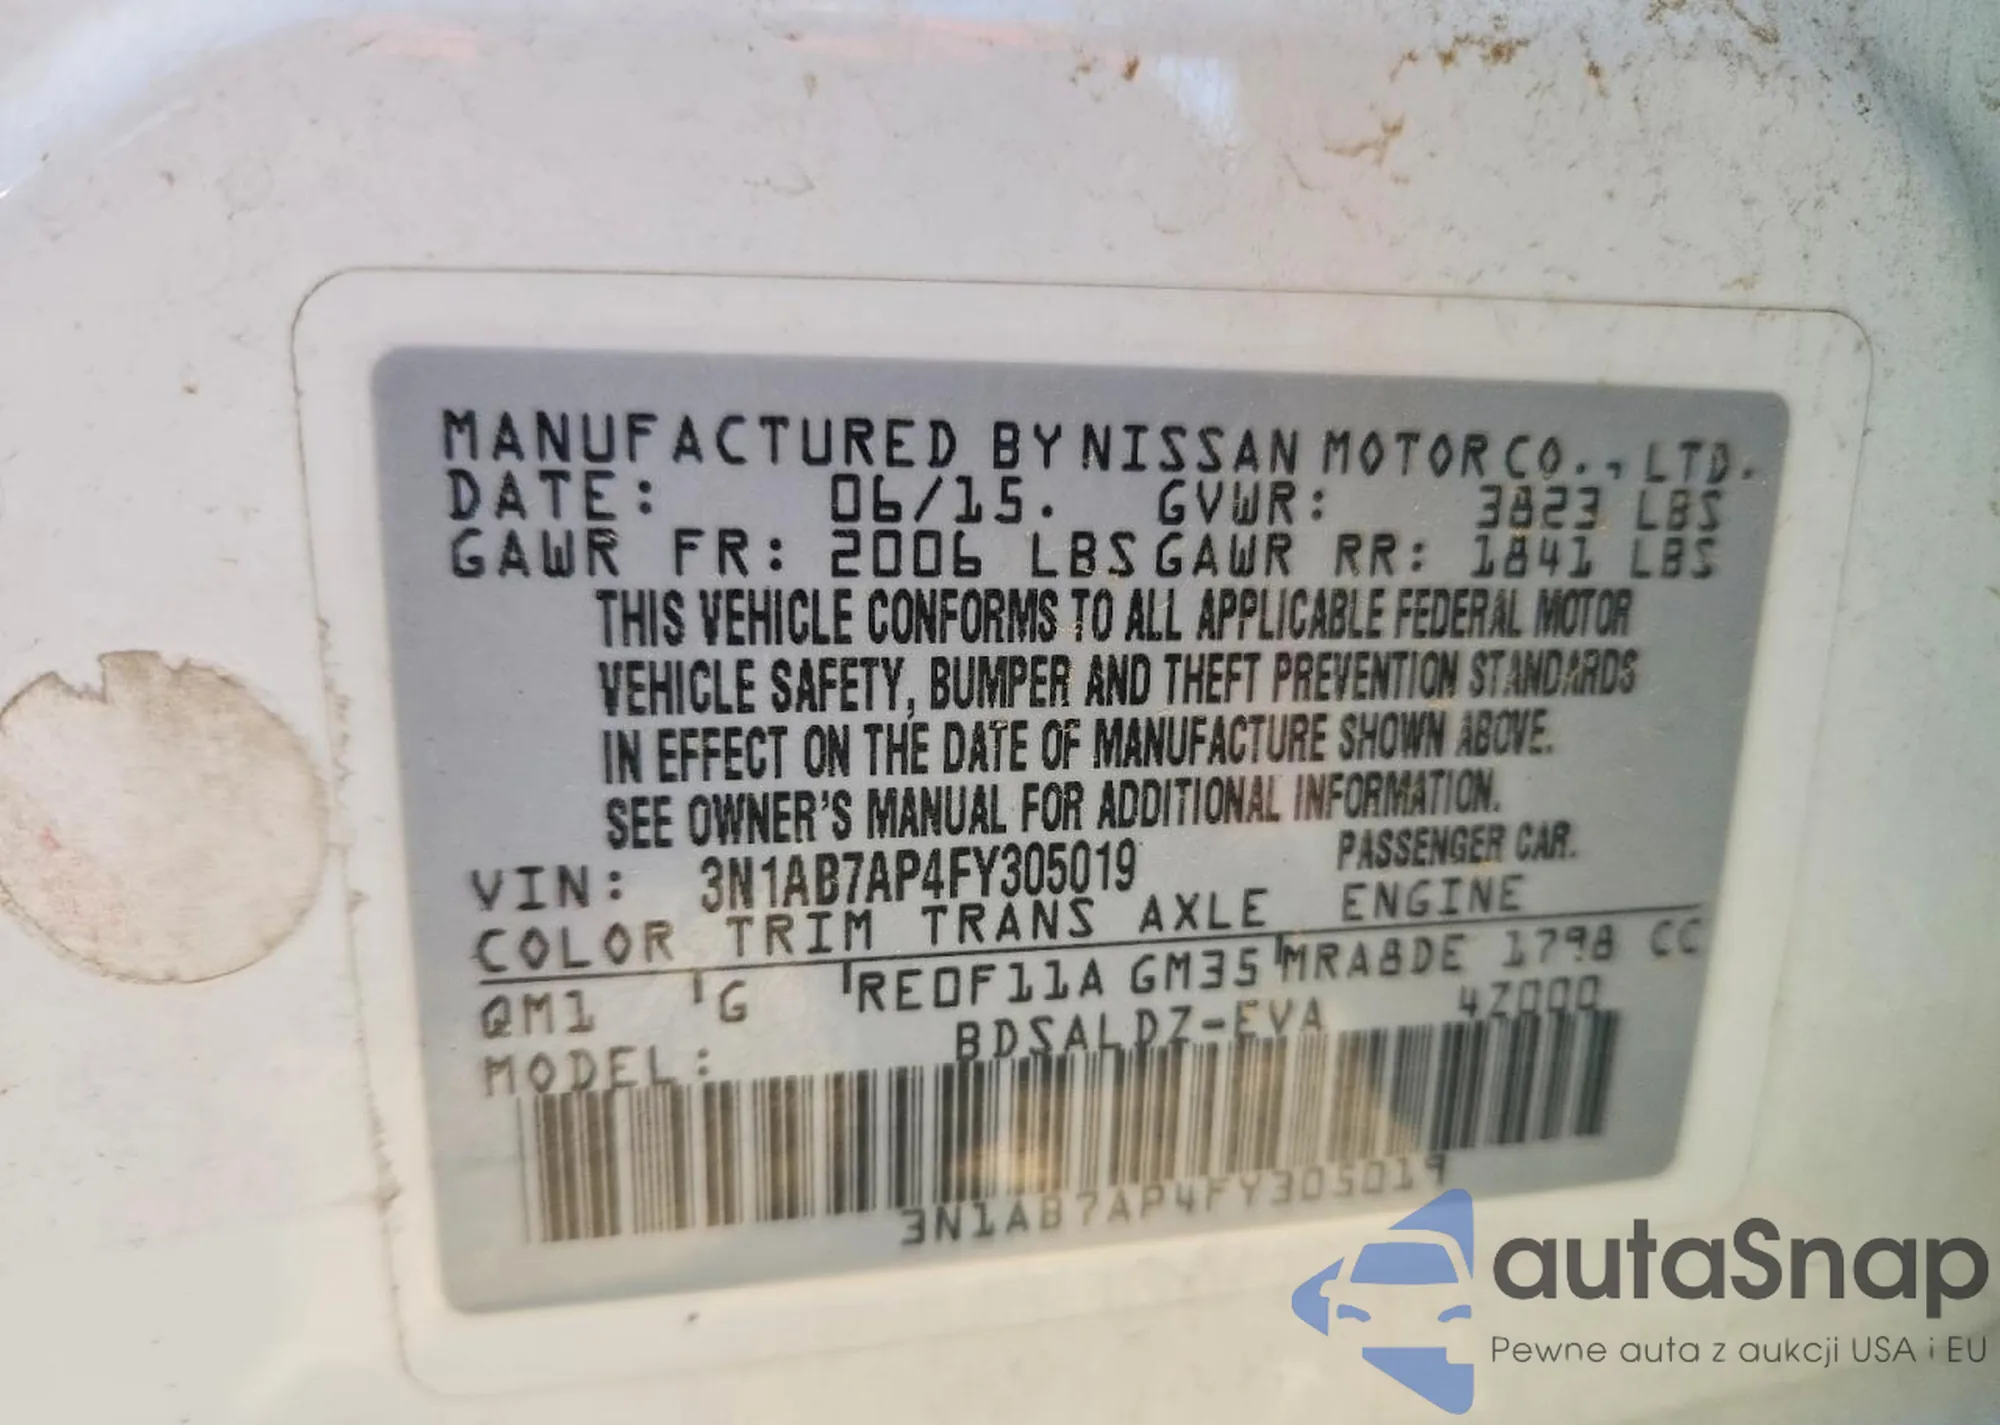 MANUFACTURED BY NISSAN MOTOR CO., LTD.
DATE: 06/15. GVWR: 3823 LBS
GAWR FR: 2006 LBS GAWR RR: 1841 LBS
THIS VEHICLE CONFORMS TO ALL APPLICABLE FEDERAL MOTOR
VEHICLE SAFETY, BUMPER AND THEFT PREVENTION STANDARDS
IN EFFECT ON THE DATE OF MANUFACTURE SHOWN ABOVE.
SEE OWNER'S MANUAL FOR ADDITIONAL INFORMATION.
VIN: 3N1AB7AP4FY305019 PASSENGER CAR.
COLOR TRIM TRANS AXLE ENGINE
QM1 G RE0F11A GM35 MRA8DE 1798 CC
MODEL: BDSALDZ-EVA 4Z000
3N1AB7AP4FY305019
autaSnap
Pewne auta z aukcji USA i EU